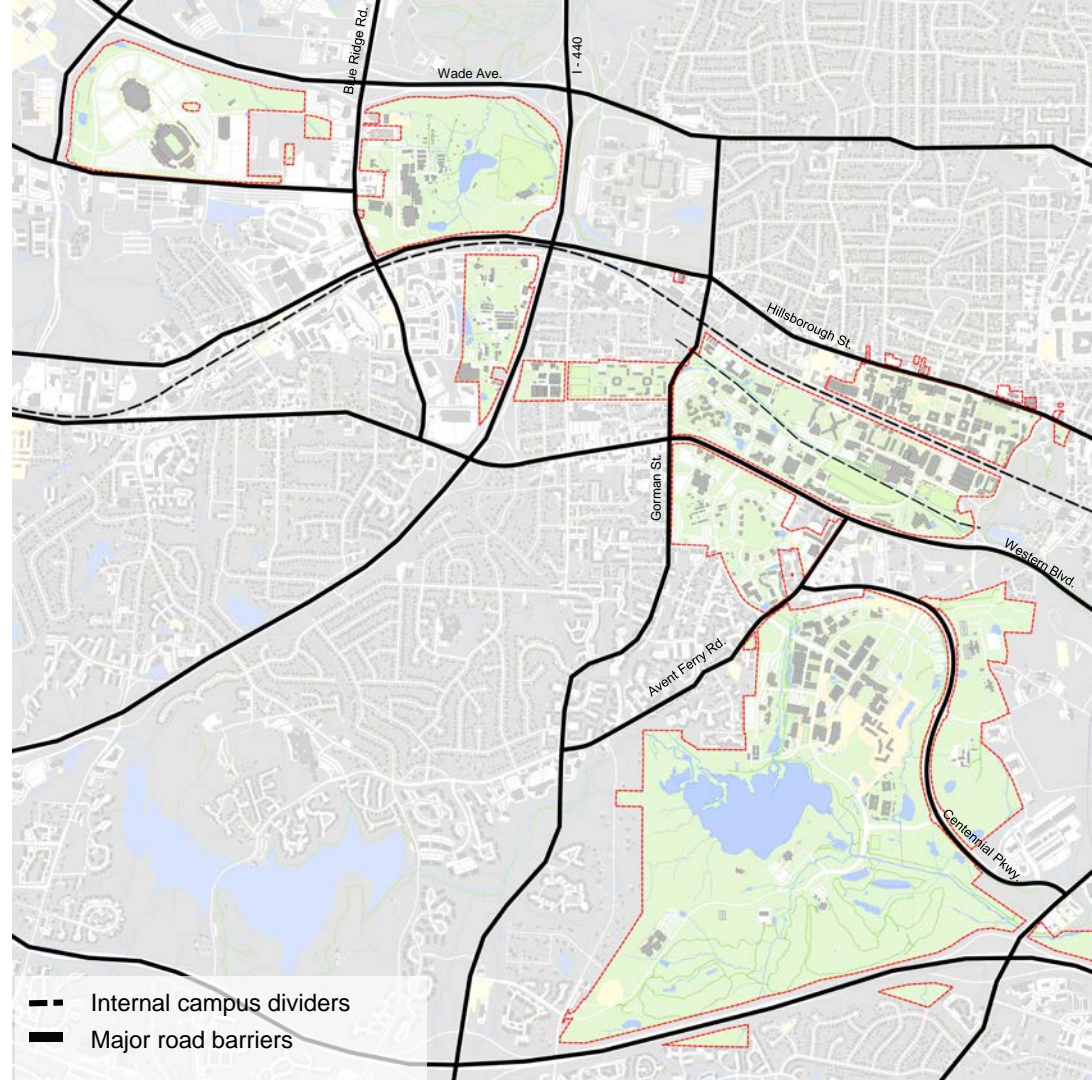 Blue Ridge Rd.
I - 440
Wade Ave.
Hillsborough St.
Gorman St.
Western Blvd.
Avent Ferry Rd.
Centennial Pkwy.
Internal campus dividers
Major road barriers